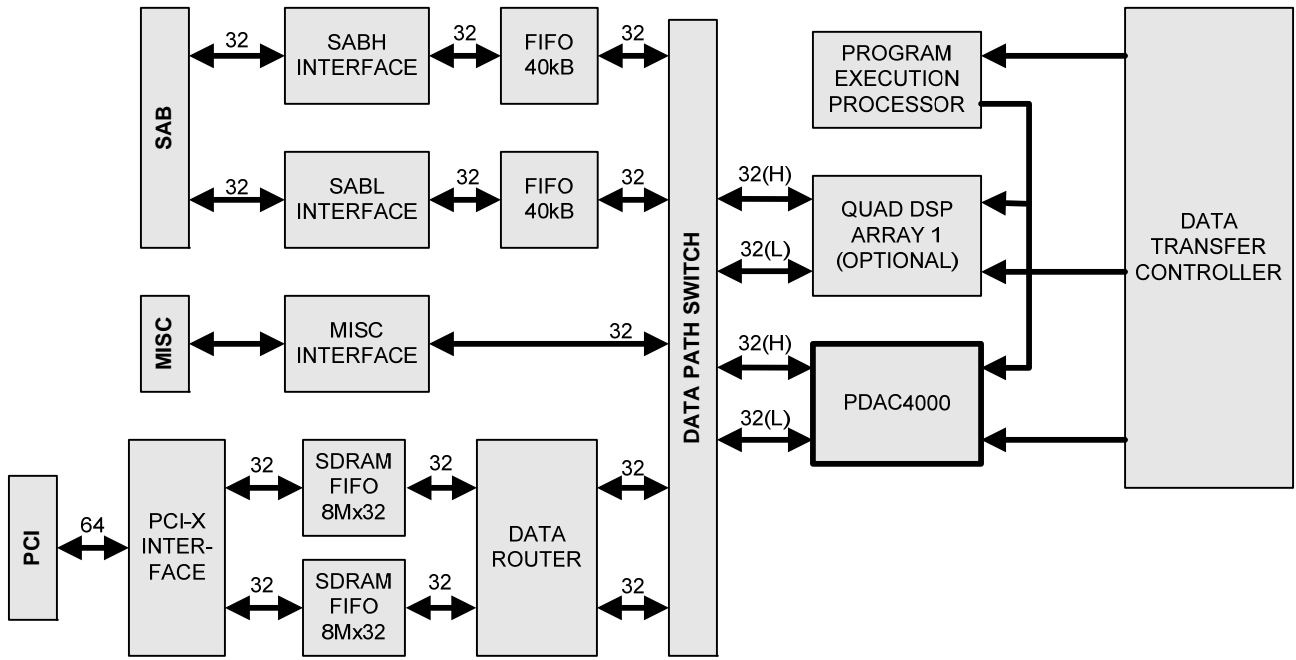 SAB
32
SABH
INTERFACE
32
FIFO
40kB
32
32
SABL
INTERFACE
32
FIFO
40kB
32
MISC
MISC
INTERFACE
32
PCI
64
PCI-X
INTER-
FACE
32
SDRAM
FIFO
8Mx32
32
32
SDRAM
FIFO
8Mx32
32
DATA
ROUTER
32
32
DATA PATH SWITCH
PROGRAM
EXECUTION
PROCESSOR
32(H)
32(L)
QUAD DSP
ARRAY 1
(OPTIONAL)
32(H)
32(L)
PDAC4000
DATA
TRANSFER
CONTROLLER